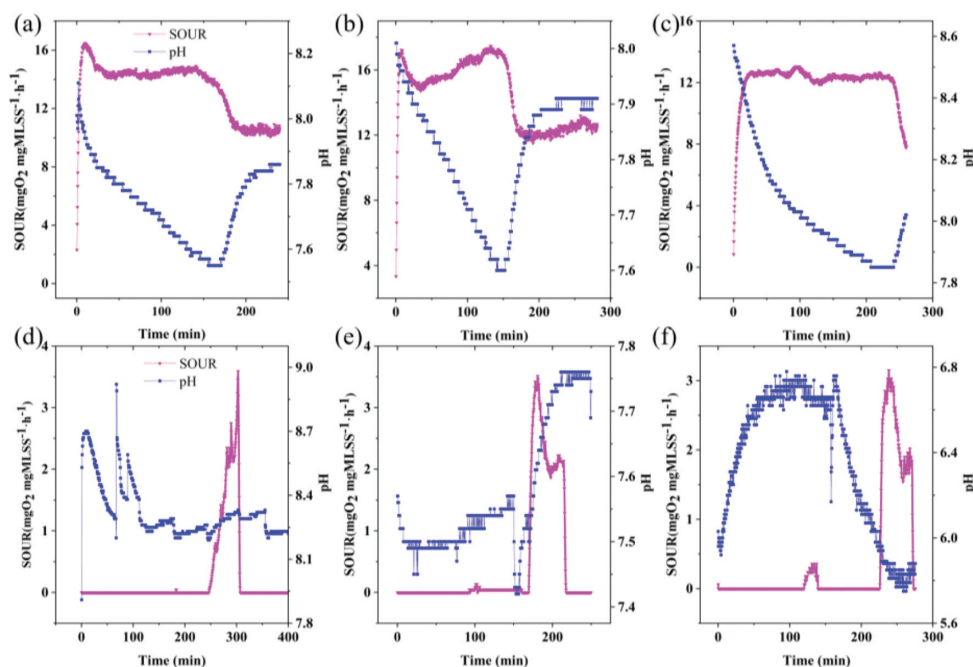 (a)
SOUR
pH
16
12
8
4
0
SOUR(mgO₂ mgMLSS⁻¹·h⁻¹)
8.2
8.0
7.8
7.6
pH
0 100 200
Time (min)
(b)
20
16
12
8
4
SOUR(mgO₂ mgMLSS⁻¹·h⁻¹)
8.0
7.9
7.8
7.7
7.6
pH
0 100 200 300
Time (min)
(c)
16
12
8
4
0
SOUR(mgO₂ mgMLSS⁻¹·h⁻¹)
8.6
8.4
8.2
8.0
7.8
pH
0 100 200 300
Time (min)
(d)
SOUR
pH
4
3
2
1
0
SOUR(mgO₂ mgMLSS⁻¹·h⁻¹)
9.0
8.7
8.4
8.1
7.8
pH
0 100 200 300 400
Time (min)
(e)
4
3
2
1
0
SOUR(mgO₂ mgMLSS⁻¹·h⁻¹)
7.8
7.7
7.6
7.5
7.4
pH
0 100 200
Time (min)
(f)
3
2
1
0
SOUR(mgO₂ mgMLSS⁻¹·h⁻¹)
6.8
6.4
6.0
5.6
pH
0 100 200 300
Time (min)